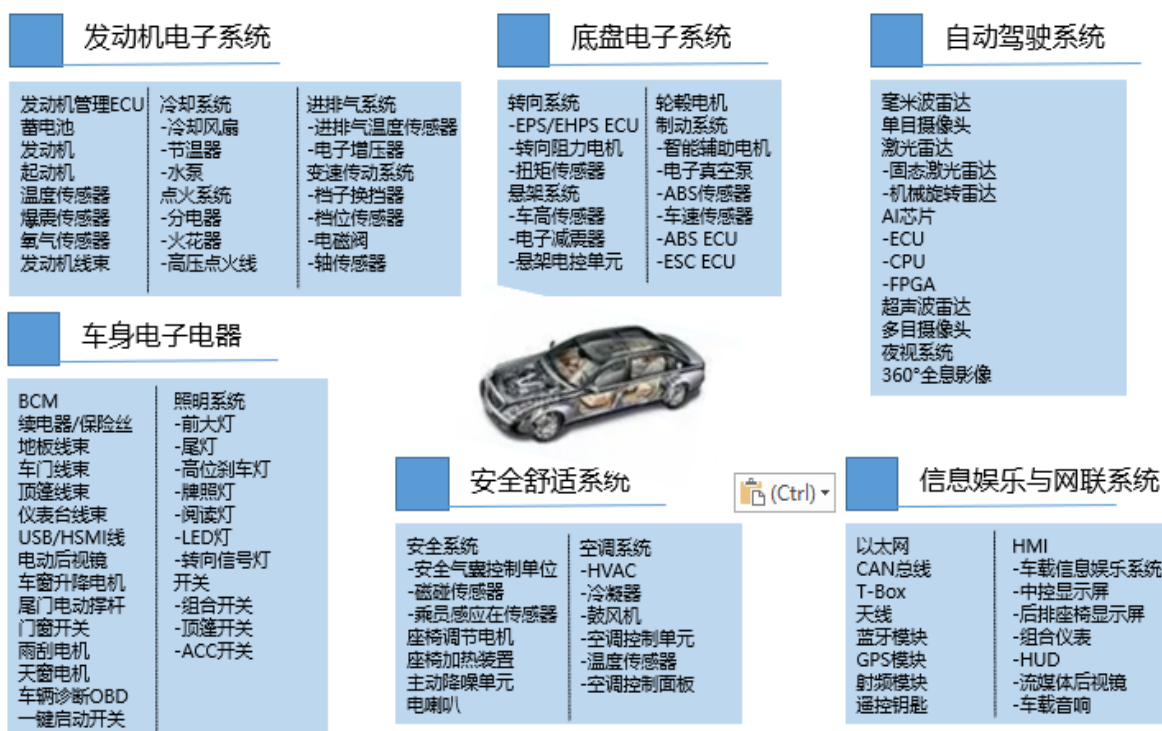 发动机电子系统
发动机管理ECU
蓄电池
发动机
起动机
温度传感器
爆震传感器
氧气传感器
发动机线束
冷却系统
-冷却风扇
-节温器
-水泵
点火系统
-分电器
-火花器
-高压点火线
进排气系统
-进排气温度传感器
-电子增压器
变速传动系统
-档子换挡器
-档位传感器
-电磁阀
-轴传感器
底盘电子系统
转向系统
-EPS/EHPS ECU
-转向阻力电机
-扭矩传感器
悬架系统
-车高传感器
-电子减震器
-悬架电控单元
轮毂电机
制动系统
-智能辅助电机
-电子真空泵
-ABS传感器
-车速传感器
-ABS ECU
-ESC ECU
自动驾驶系统
毫米波雷达
单目摄像头
激光雷达
-固态激光雷达
-机械旋转雷达
AI芯片
-ECU
-CPU
-FPGA
超声波雷达
多目摄像头
夜视系统
360°全息影像
车身电子电器
BCM
续电器/保险丝
地板线束
车门线束
顶篷线束
仪表台线束
USB/HSMI线
电动后视镜
车窗升降电机
尾门电动撑杆
门窗开关
雨刮电机
天窗电机
车辆诊断OBD
一键启动开关
照明系统
-前大灯
-尾灯
-高位刹车灯
-牌照灯
-阅读灯
-LED灯
-转向信号灯
开关
-组合开关
-顶篷开关
-ACC开关
安全舒适系统
安全系统
-安全气囊控制单位
-磁碰传感器
-乘员感应在传感器
座椅调节电机
座椅加热装置
主动降噪单元
电喇叭
空调系统
-HVAC
-冷凝器
-鼓风机
-空调控制单元
-温度传感器
-空调控制面板
(Ctrl)
信息娱乐与网联系统
以太网
CAN总线
T-Box
天线
蓝牙模块
GPS模块
射频模块
遥控钥匙
HMI
-车载信息娱乐系统
-中控显示屏
-后排座椅显示屏
-组合仪表
-HUD
-流媒体后视镜
-车载音响